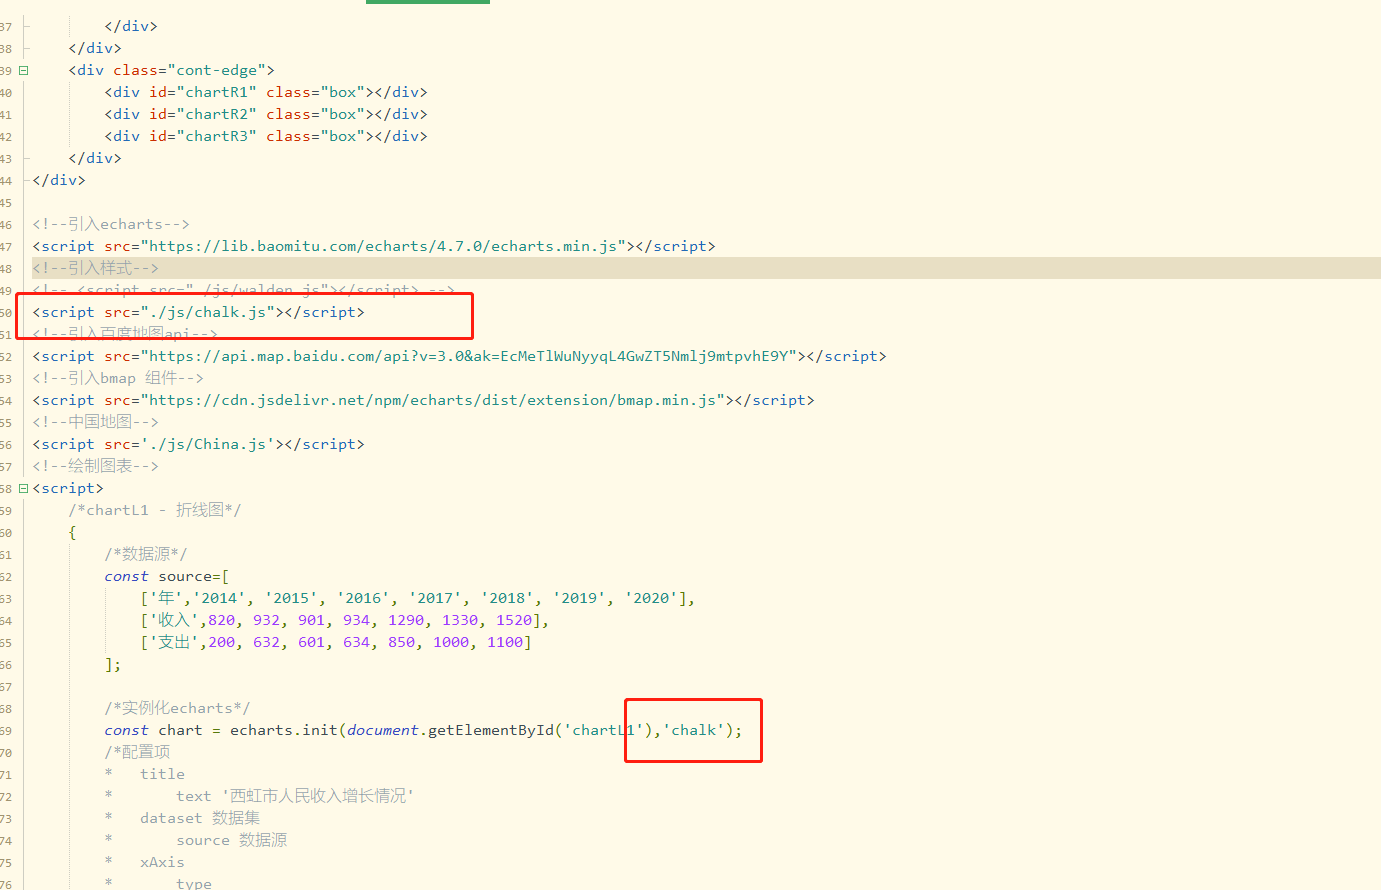 37 </div>
38 </div>
39 <div class="cont-edge">
40 <div id="chartR1" class="box"></div>
41 <div id="chartR2" class="box"></div>
42 <div id="chartR3" class="box"></div>
43 </div>
44 </div>
45
46 <!--引入echarts-->
47 <script src="https://lib.baomitu.com/echarts/4.7.0/echarts.min.js"></script>
48 <!--引入样式-->
49 <!-- <script src="./js/walden.js"></script> -->
50 <script src="./js/chalk.js"></script>
51 <!--引入百度地图api-->
52 <script src="https://api.map.baidu.com/api?v=3.0&ak=EcMeTlWuNyyqL4GwZT5Nmlj9mtpvhE9Y"></script>
53 <!--引入bmap 组件-->
54 <script src="https://cdn.jsdelivr.net/npm/echarts/dist/extension/bmap.min.js"></script>
55 <!--中国地图-->
56 <script src='./js/China.js'></script>
57 <!--绘制图表-->
58 <script>
59 /*chartL1 - 折线图*/
60 {
61 /*数据源*/
62 const source=[
63 ['年','2014', '2015', '2016', '2017', '2018', '2019', '2020'],
64 ['收入',820, 932, 901, 934, 1290, 1330, 1520],
65 ['支出',200, 632, 601, 634, 850, 1000, 1100]
66 ];
67
68 /*实例化echarts*/
69 const chart = echarts.init(document.getElementById('chartL1'),'chalk');
70 /*配置项
71 * title
72 * text '西虹市人民收入增长情况'
73 * dataset 数据集
74 * source 数据源
75 * xAxis
76 * type